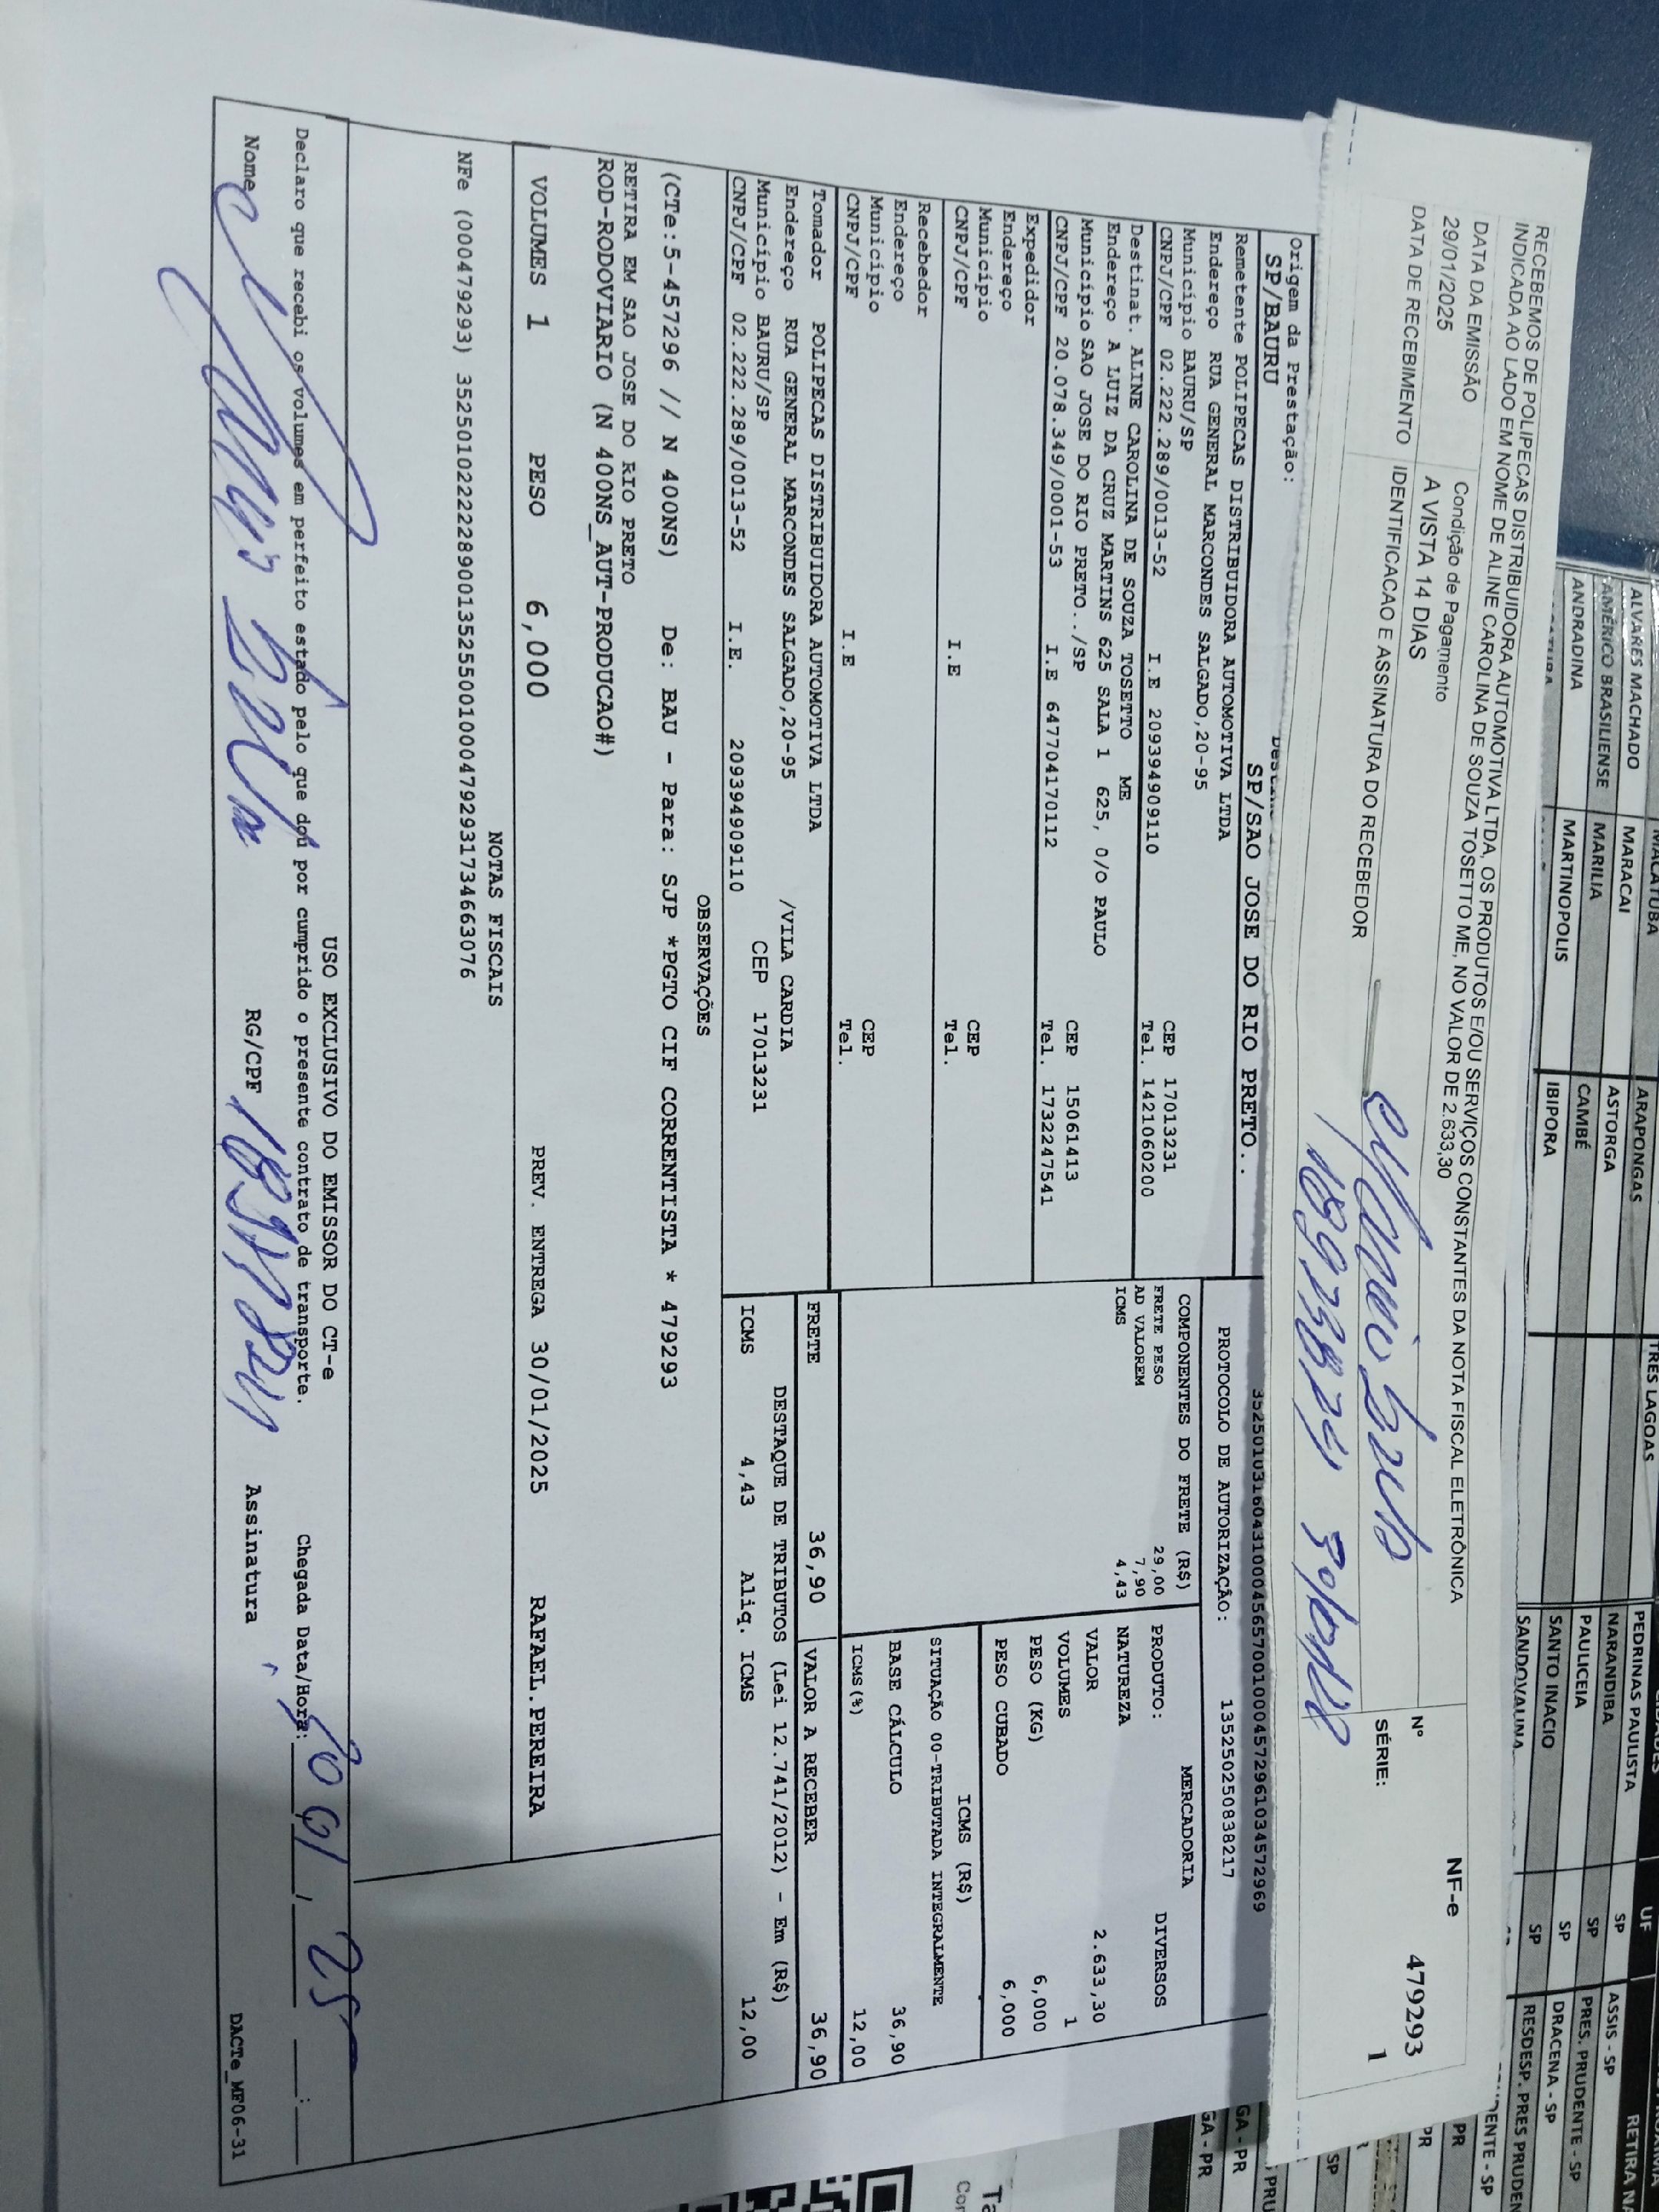 RECEBEMOS DE POLIPECAS DISTRIBUIDORA AUTOMOTIVA LTDA, OS PRODUTOS E/OU SERVIÇOS CONSTANTES DA NOTA FISCAL ELETRÔNICA
INDICADA AO LADO EM NOME DE ALINE CAROLINA DE SOUZA TOSETTO ME, NO VALOR DE 2.633,30
DATA DA EMISSÃO
Condição de Pagamento
29/01/2025
A VISTA 14 DIAS
DATA DE RECEBIMENTO
IDENTIFICACAO E ASSINATURA DO RECEBEDOR
NF-e
Nº 479293
SÉRIE: 1
Origem da Prestação:
SP/BAURU
SP/SAO JOSE DO RIO PRETO..
PROTOCOLO DE AUTORIZAÇÃO: 135250250838217
Remetente POLIPECAS DISTRIBUIDORA AUTOMOTIVA LTDA
Endereço RUA GENERAL MARCONDES SALGADO,20-95
Município BAURU/SP CEP 17013231
CNPJ/CPF 02.222.289/0013-52 I.E 209394909110 Tel. 1421060200
Destinat. ALINE CAROLINA DE SOUZA TOSETTO ME
Endereço A LUIZ DA CRUZ MARTINS 625 SALA 1 625, 0/0 PAULO
Município SAO JOSE DO RIO PRETO../SP CEP 15061413
CNPJ/CPF 20.078.349/0001-53 I.E 647704170112 Tel. 1732247541
Expedidor
Endereço
Município CEP
CNPJ/CPF I.E Tel.
Recebedor
Endereço
Município CEP
CNPJ/CPF I.E Tel.
Tomador POLIPECAS DISTRIBUIDORA AUTOMOTIVA LTDA
Endereço RUA GENERAL MARCONDES SALGADO,20-95 /VILA CARDIA
Município BAURU/SP CEP 17013231
CNPJ/CPF 02.222.289/0013-52 I.E. 209394909110
COMPONENTES DO FRETE (R$)
FRETE PESO 29,00
AD VALOREM 7,90
ICMS 4,43
MERCADORIA
PRODUTO: DIVERSOS
NATUREZA
VALOR 2.633,30
VOLUMES 1
PESO (KG) 6,000
PESO CUBADO 6,000
ICMS (R$)
SITUAÇÃO 00-TRIBUTADA INTEGRALMENTE
BASE CÁLCULO 36,90
ICMS(%) 12,00
FRETE 36,90 VALOR A RECEBER 36,90
DESTAQUE DE TRIBUTOS (Lei 12.741/2012) - Em (R$)
ICMS 4,43 Aliq. ICMS 12,00
OBSERVAÇÕES
(CTe:5-457296 // N 400NS) De: BAU - Para: SJP *PGTO CIF CORRENTISTA * 479293
RETIRA EM SAO JOSE DO RIO PRETO
ROD-RODOVIARIO (N 400NS_AUT-PRODUCAO#)
VOLUMES 1 PESO 6,000 PREV. ENTREGA 30/01/2025 RAFAEL.PEREIRA
NOTAS FISCAIS
NFe (000479293) 35250102222289001352550010004792931734663076
USO EXCLUSIVO DO EMISSOR DO CT-e
Declaro que recebi os volumes em perfeito estado pelo que dou por cumprido o presente contrato de transporte. Chegada Data/Hora: 30 01, 25
Nome RG/CPF Assinatura
DACTe_MF06-31
ALVARES MACHADO MARACAI ARAPONGAS PEDRINAS PAULISTA SP ASSIS - SP
AMÉRICO BRASILIENSE MARILIA ASTORGA NARANDIBA SP PRES. PRUDENTE - SP
ANDRADINA MARTINOPOLIS CAMBÉ PAULICEIA SP DRACENA - SP
IBIPORA SANTO INACIO SP
TRES LAGOAS
UF